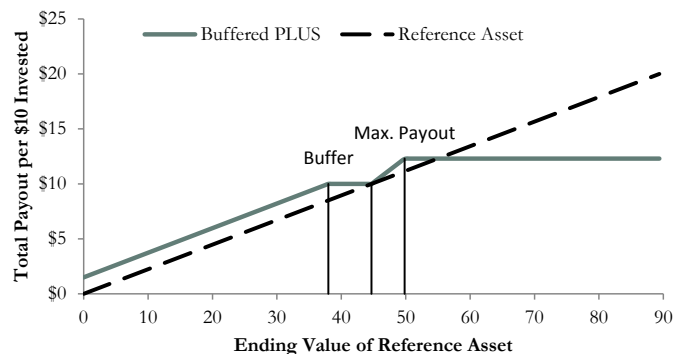 $25
Buffered PLUS
Reference Asset
$20
$15
Max. Payout
Buffer
$10
$5
$0
0 10 20 30 40 50 60 70 80 90
Total Payout per $10 Invested
Ending Value of Reference Asset